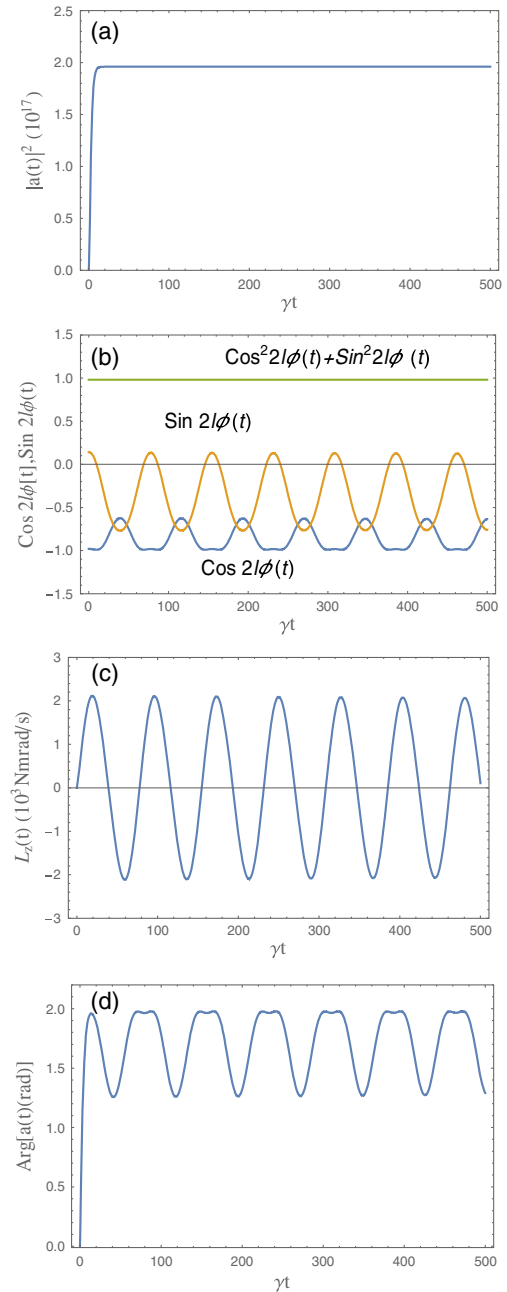 (a)
|a(t)|² (10¹⁷)
2.5
2.0
1.5
1.0
0.5
0.0
0 100 200 300 400 500
γt
(b)
Cos 2lϕ[t],Sin 2lϕ(t)
1.5
1.0
0.5
0.0
−0.5
−1.0
−1.5
Cos²2lϕ(t)+Sin²2lϕ (t)
Sin 2lϕ(t)
Cos 2lϕ(t)
0 100 200 300 400 500
γt
(c)
L_z(t) (10³Nmrad/s)
3
2
1
0
−1
−2
−3
0 100 200 300 400 500
γt
(d)
Arg[a(t)(rad)]
2.0
1.5
1.0
0.5
0.0
0 100 200 300 400 500
γt